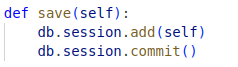 def save(self):
    db.session.add(self)
    db.session.commit()